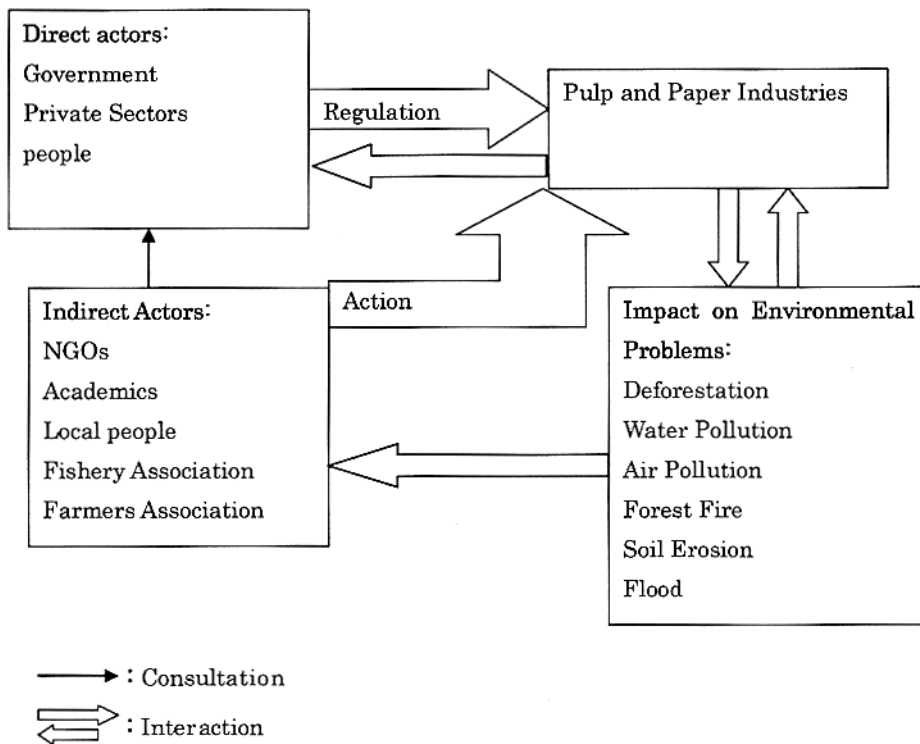 Direct actors:
Government
Private Sectors
people
Regulation
Pulp and Paper Industries
Indirect Actors:
NGOs
Academics
Local people
Fishery Association
Farmers Association
Action
Impact on Environmental
Problems:
Deforestation
Water Pollution
Air Pollution
Forest Fire
Soil Erosion
Flood
: Consultation
: Interaction